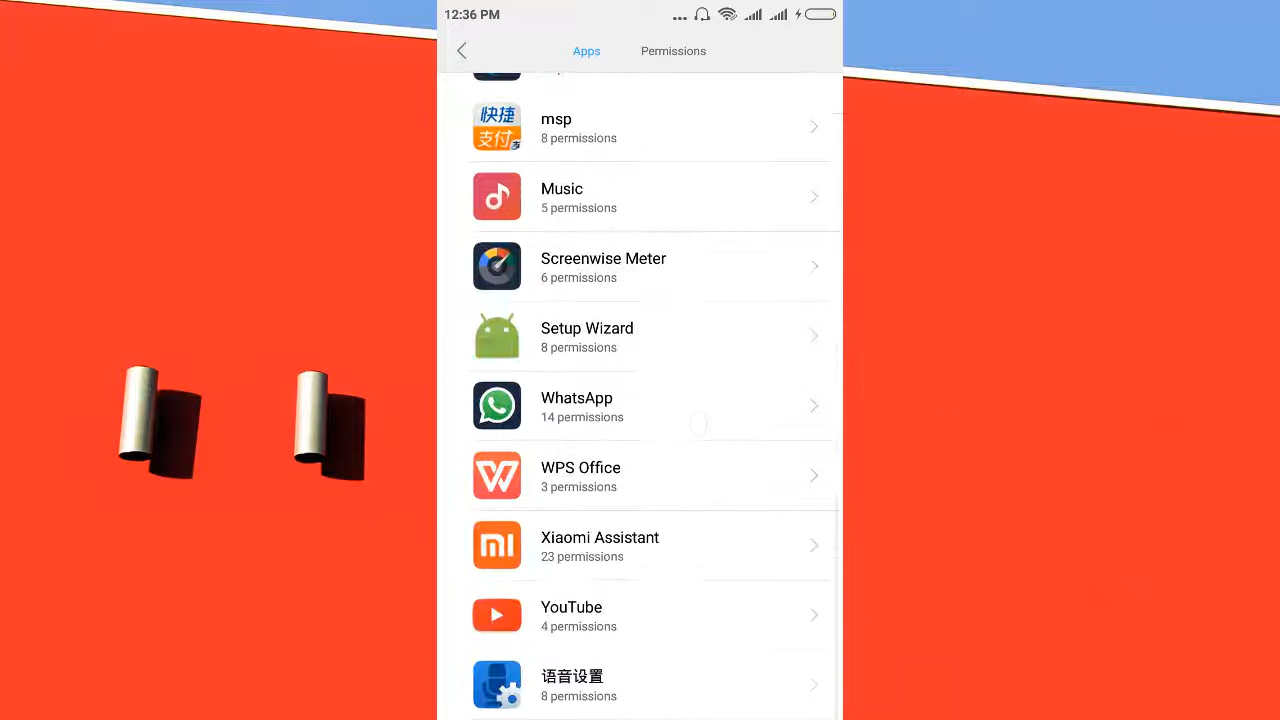 12:36 PM
Apps
Permissions
快捷
支付
msp
8 permissions
Music
5 permissions
Screenwise Meter
6 permissions
Setup Wizard
8 permissions
WhatsApp
14 permissions
WPS Office
3 permissions
Xiaomi Assistant
23 permissions
YouTube
4 permissions
语音设置
8 permissions